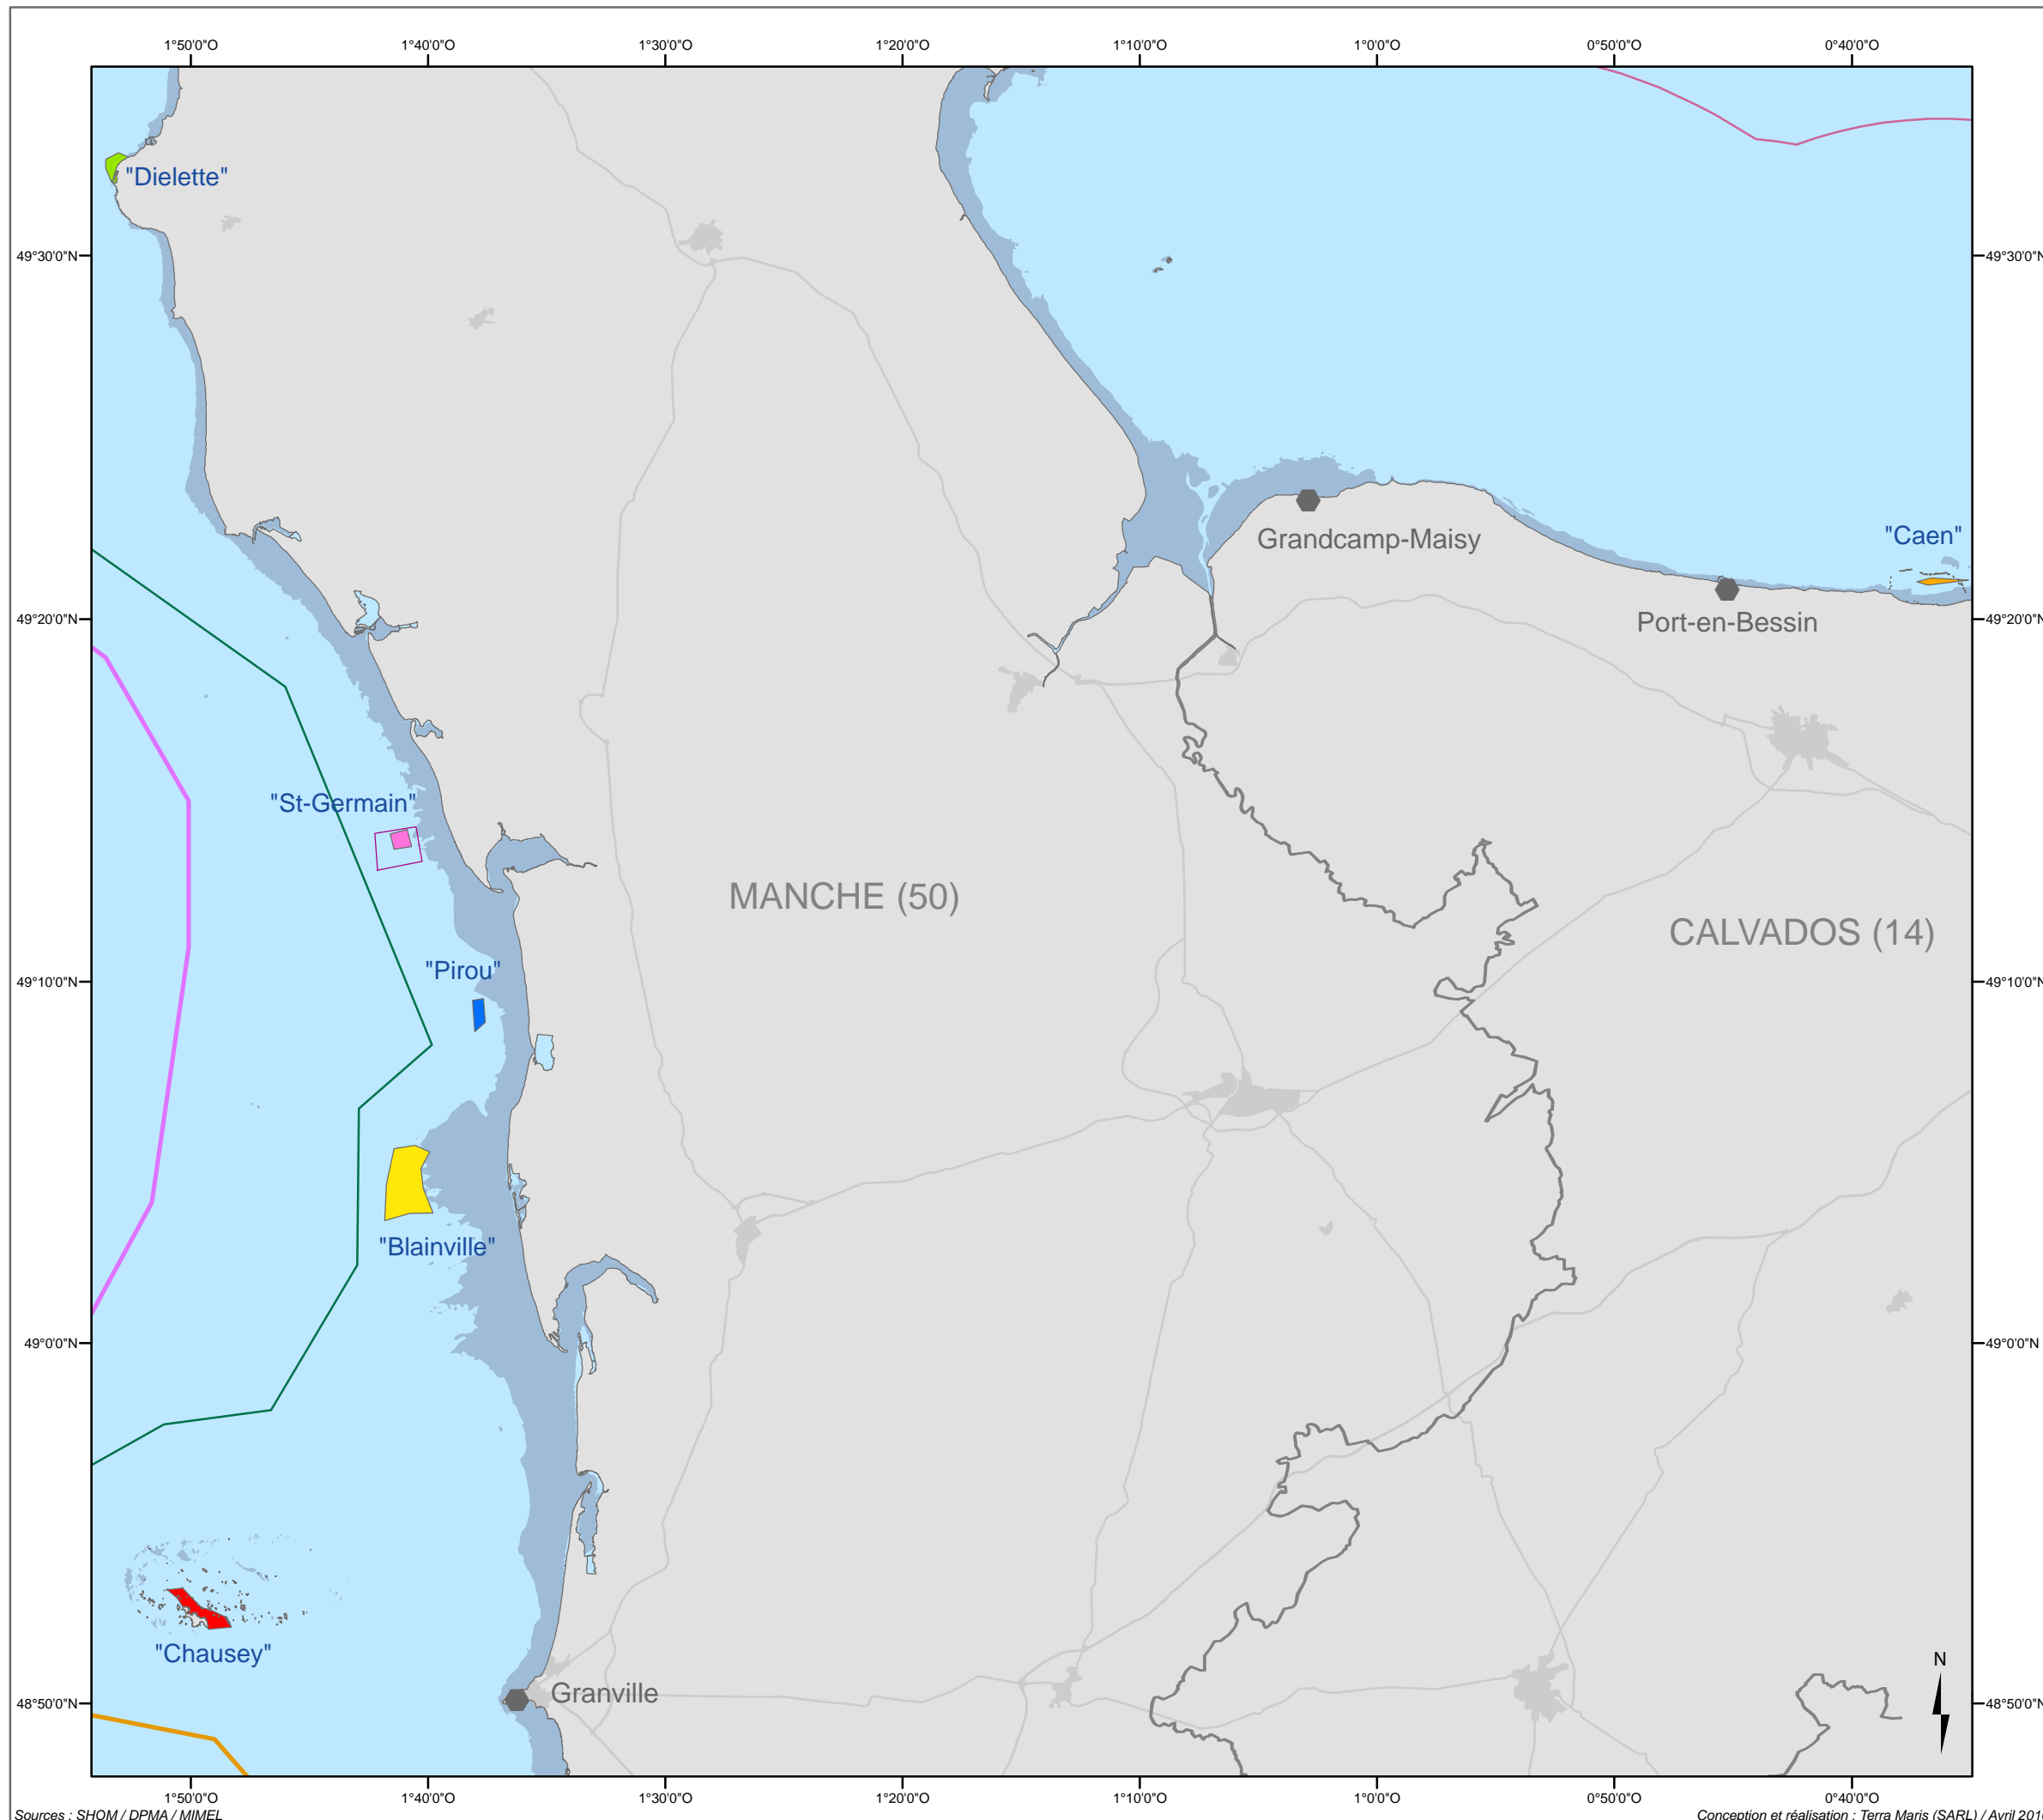 1°50'0"O 1°40'0"O 1°30'0"O 1°20'0"O 1°10'0"O 1°0'0"O 0°50'0"O 0°40'0"O
"Dielette"
49°30'0"N 49°30'0"N
Grandcamp-Maisy
"Caen"
49°20'0"N 49°20'0"N
Port-en-Bessin
"St-Germain"
MANCHE (50)
CALVADOS (14)
"Pirou"
49°10'0"N 49°10'0"N
"Blainville"
49°0'0"N 49°0'0"N
"Chausey"
N
Granville
48°50'0"N 48°50'0"N
1°50'0"O 1°40'0"O 1°30'0"O 1°20'0"O 1°10'0"O 1°0'0"O 0°50'0"O 0°40'0"O
Sources : SHOM / DPMA / MIMEL
Conception et réalisation : Terra Maris (SARL) / Avril